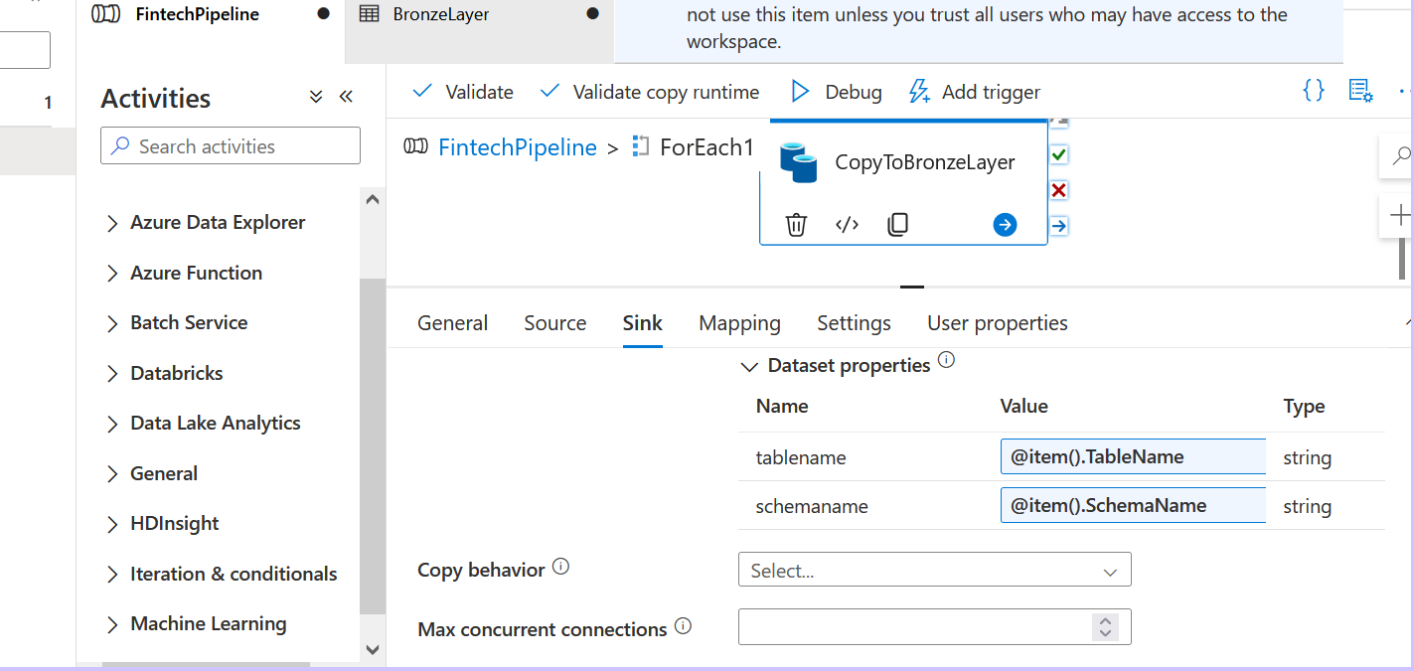 FintechPipeline
BronzeLayer
not use this item unless you trust all users who may have access to the
workspace.
1
Activities
Search activities
Azure Data Explorer
Azure Function
Batch Service
Databricks
Data Lake Analytics
General
HDInsight
Iteration & conditionals
Machine Learning
Validate
Validate copy runtime
Debug
Add trigger
FintechPipeline > ForEach1
CopyToBronzeLayer
General
Source
Sink
Mapping
Settings
User properties
Dataset properties
Name Value Type
tablename @item().TableName string
schemaname @item().SchemaName string
Copy behavior Select...
Max concurrent connections